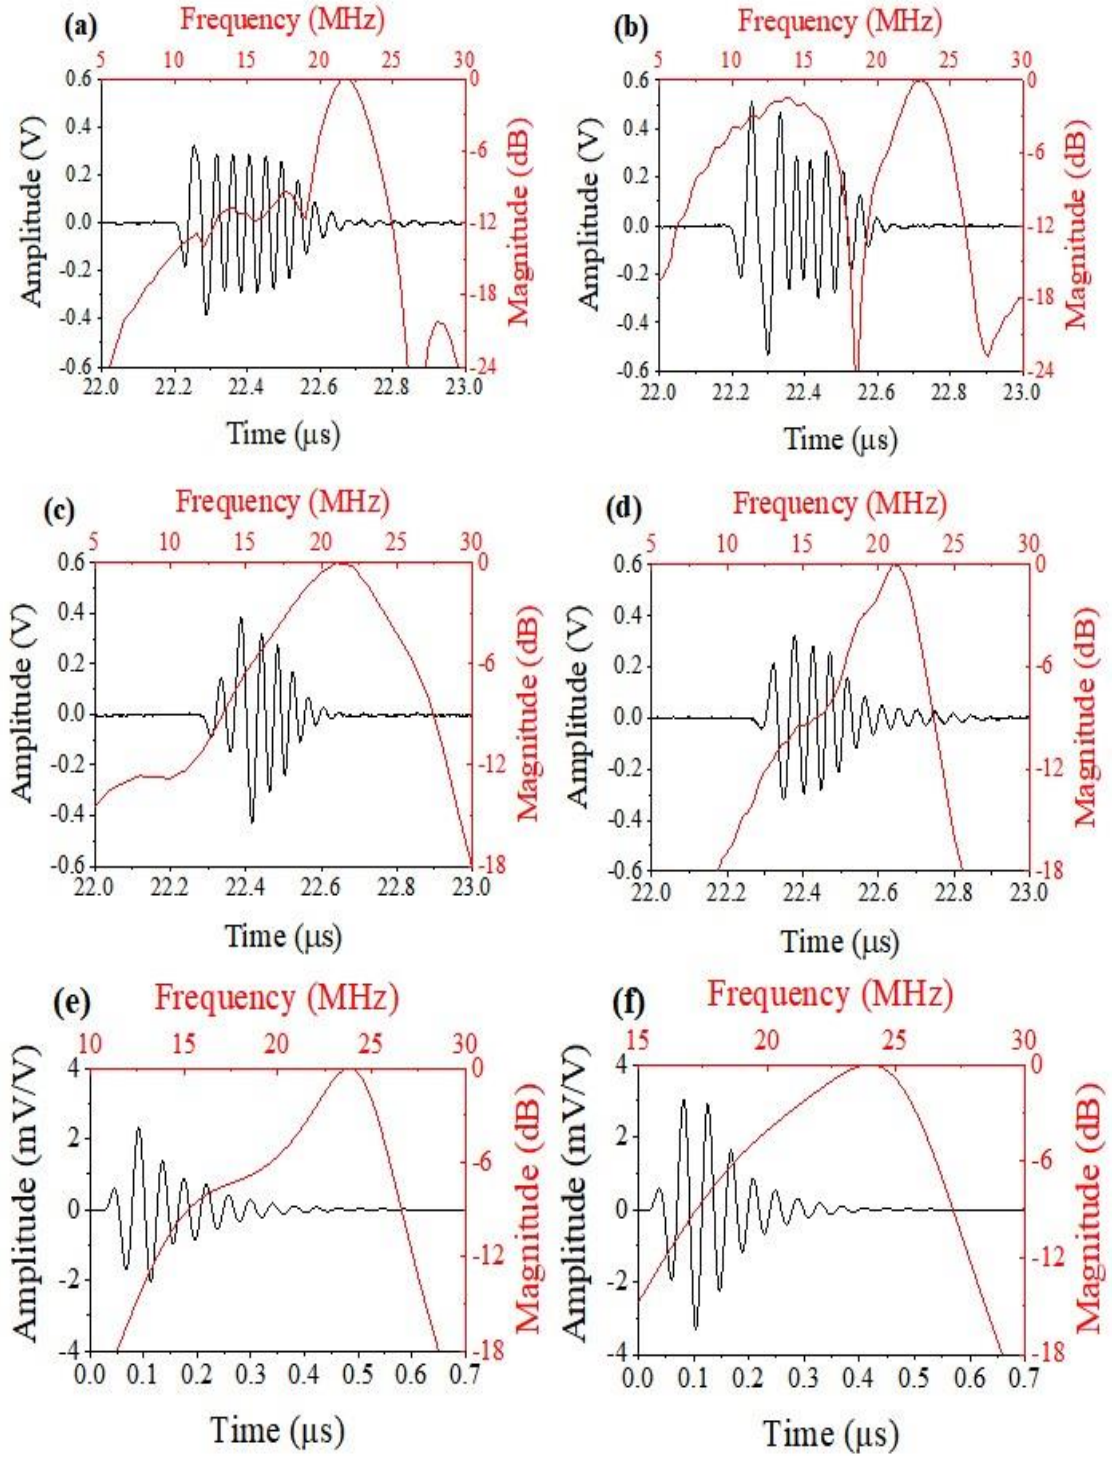 (a) Frequency (MHz)
5 10 15 20 25 30
0.6 0.4 0.2 0.0 -0.2 -0.4 -0.6
Amplitude (V)
0 -6 -12 -18 -24
Magnitude (dB)
22.0 22.2 22.4 22.6 22.8 23.0
Time (μs)
(b) Frequency (MHz)
5 10 15 20 25 30
0.6 0.4 0.2 0.0 -0.2 -0.4 -0.6
Amplitude (V)
0 -6 -12 -18 -24
Magnitude (dB)
22.0 22.2 22.4 22.6 22.8 23.0
Time (μs)
(c) Frequency (MHz)
5 10 15 20 25 30
0.6 0.4 0.2 0.0 -0.2 -0.4 -0.6
Amplitude (V)
0 -6 -12 -18
Magnitude (dB)
22.0 22.2 22.4 22.6 22.8 23.0
Time (μs)
(d) Frequency (MHz)
5 10 15 20 25 30
0.6 0.4 0.2 0.0 -0.2 -0.4 -0.6
Amplitude (V)
0 -6 -12 -18
Magnitude (dB)
22.0 22.2 22.4 22.6 22.8 23.0
Time (μs)
(e) Frequency (MHz)
10 15 20 25 30
4 2 0 -2 -4
Amplitude (mV/V)
0 -6 -12 -18
Magnitude (dB)
0.0 0.1 0.2 0.3 0.4 0.5 0.6 0.7
Time (μs)
(f) Frequency (MHz)
15 20 25 30
4 2 0 -2 -4
Amplitude (mV/V)
0 -6 -12 -18
Magnitude (dB)
0.0 0.1 0.2 0.3 0.4 0.5 0.6 0.7
Time (μs)